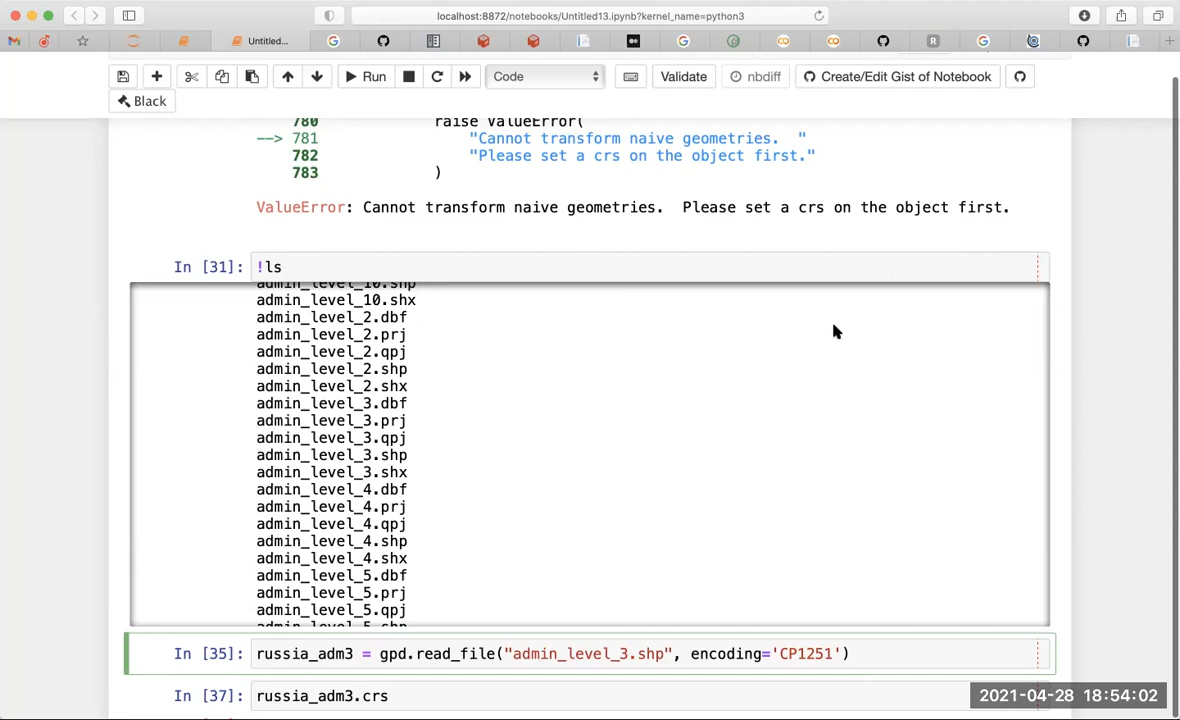 localhost:8872/notebooks/Untitled13.ipynb?kernel_name=python3
Untitled...
Run
Code
Validate
nbdiff
Create/Edit Gist of Notebook
Black
780 raise ValueError(
--> 781 "Cannot transform naive geometries.  "
782 "Please set a crs on the object first."
783 )
ValueError: Cannot transform naive geometries.  Please set a crs on the object first.
In [31]: !ls
admin_level_10.shp
admin_level_10.shx
admin_level_2.dbf
admin_level_2.prj
admin_level_2.qpj
admin_level_2.shp
admin_level_2.shx
admin_level_3.dbf
admin_level_3.prj
admin_level_3.qpj
admin_level_3.shp
admin_level_3.shx
admin_level_4.dbf
admin_level_4.prj
admin_level_4.qpj
admin_level_4.shp
admin_level_4.shx
admin_level_5.dbf
admin_level_5.prj
admin_level_5.qpj
admin_level_5.shp
In [35]: russia_adm3 = gpd.read_file("admin_level_3.shp", encoding='CP1251')
In [37]: russia_adm3.crs
2021-04-28 18:54:02